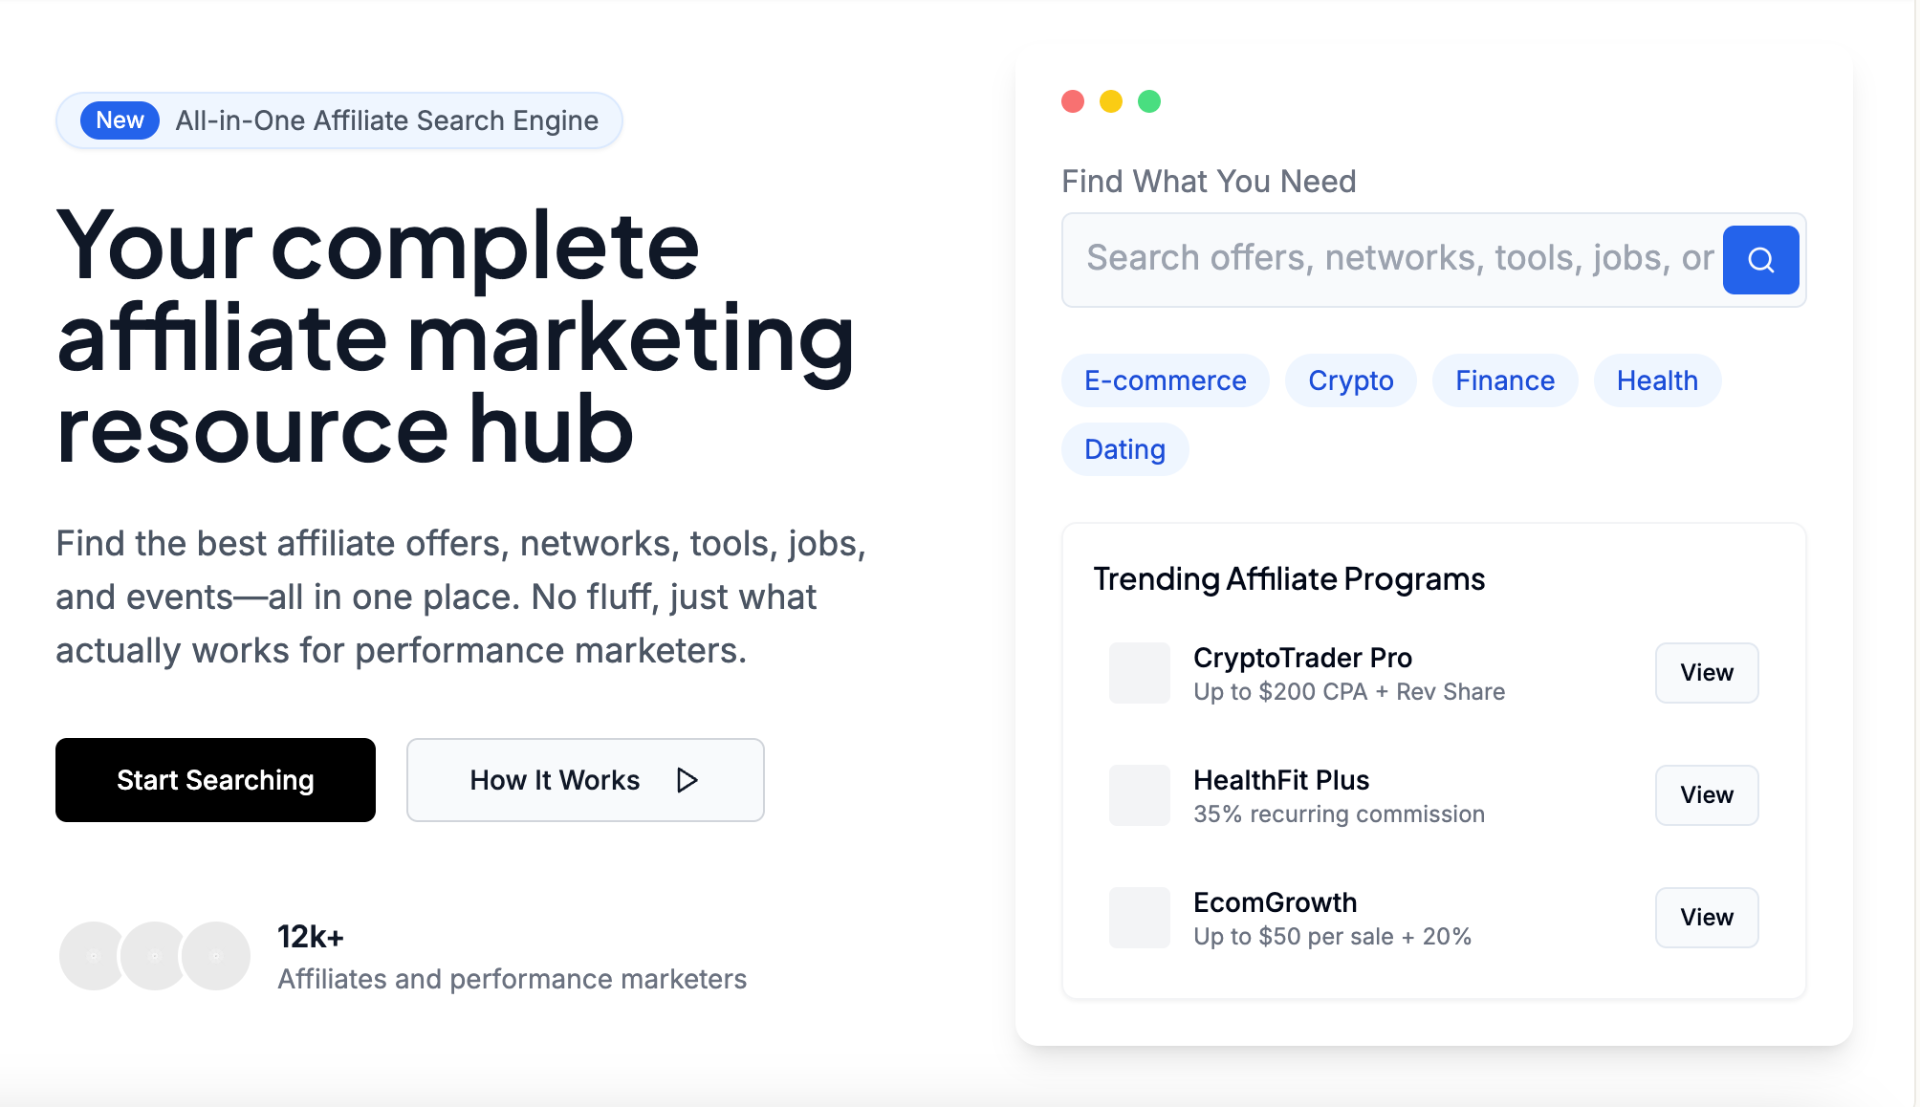 New All-in-One Affiliate Search Engine
Your complete
affiliate marketing
resource hub
Find the best affiliate offers, networks, tools, jobs,
and events—all in one place. No fluff, just what
actually works for performance marketers.
Start Searching
How It Works
12k+
Affiliates and performance marketers
Find What You Need
Search offers, networks, tools, jobs, or
E-commerce
Crypto
Finance
Health
Dating
Trending Affiliate Programs
CryptoTrader Pro
Up to $200 CPA + Rev Share
View
HealthFit Plus
35% recurring commission
View
EcomGrowth
Up to $50 per sale + 20%
View